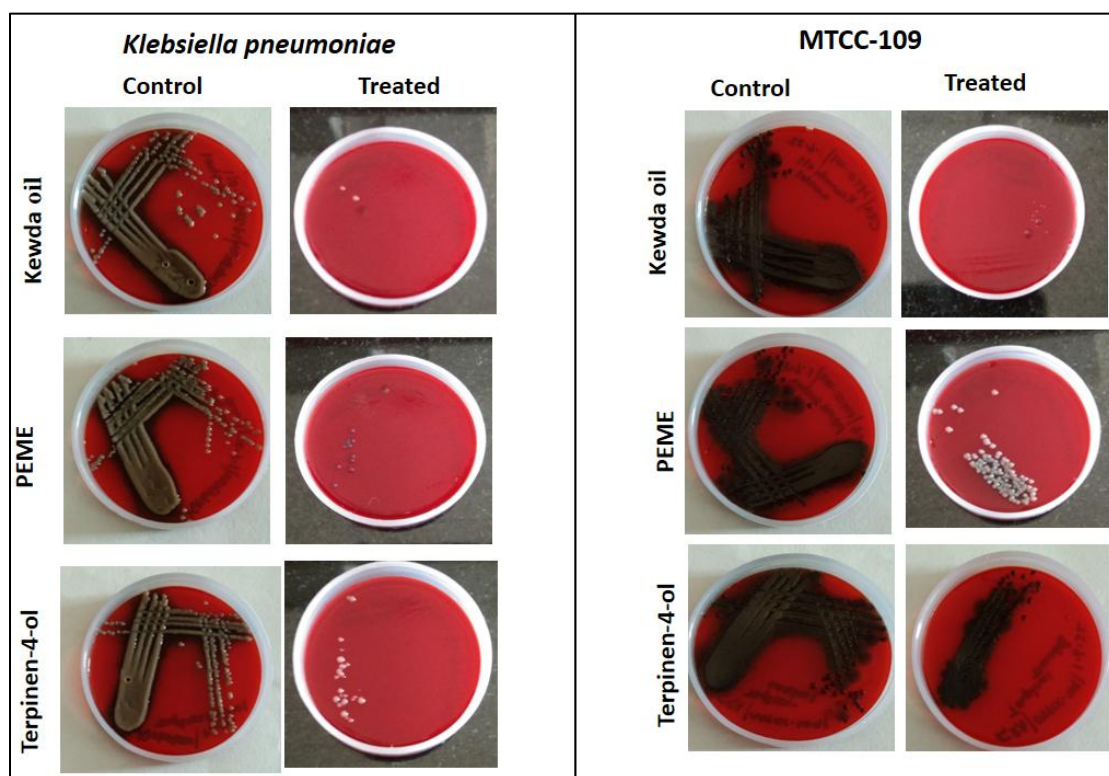 Klebsiella pneumoniae
Control
Treated
Kewda oil
PEME
Terpinen-4-ol
MTCC-109
Control
Treated
Kewda oil
PEME
Terpinen-4-ol